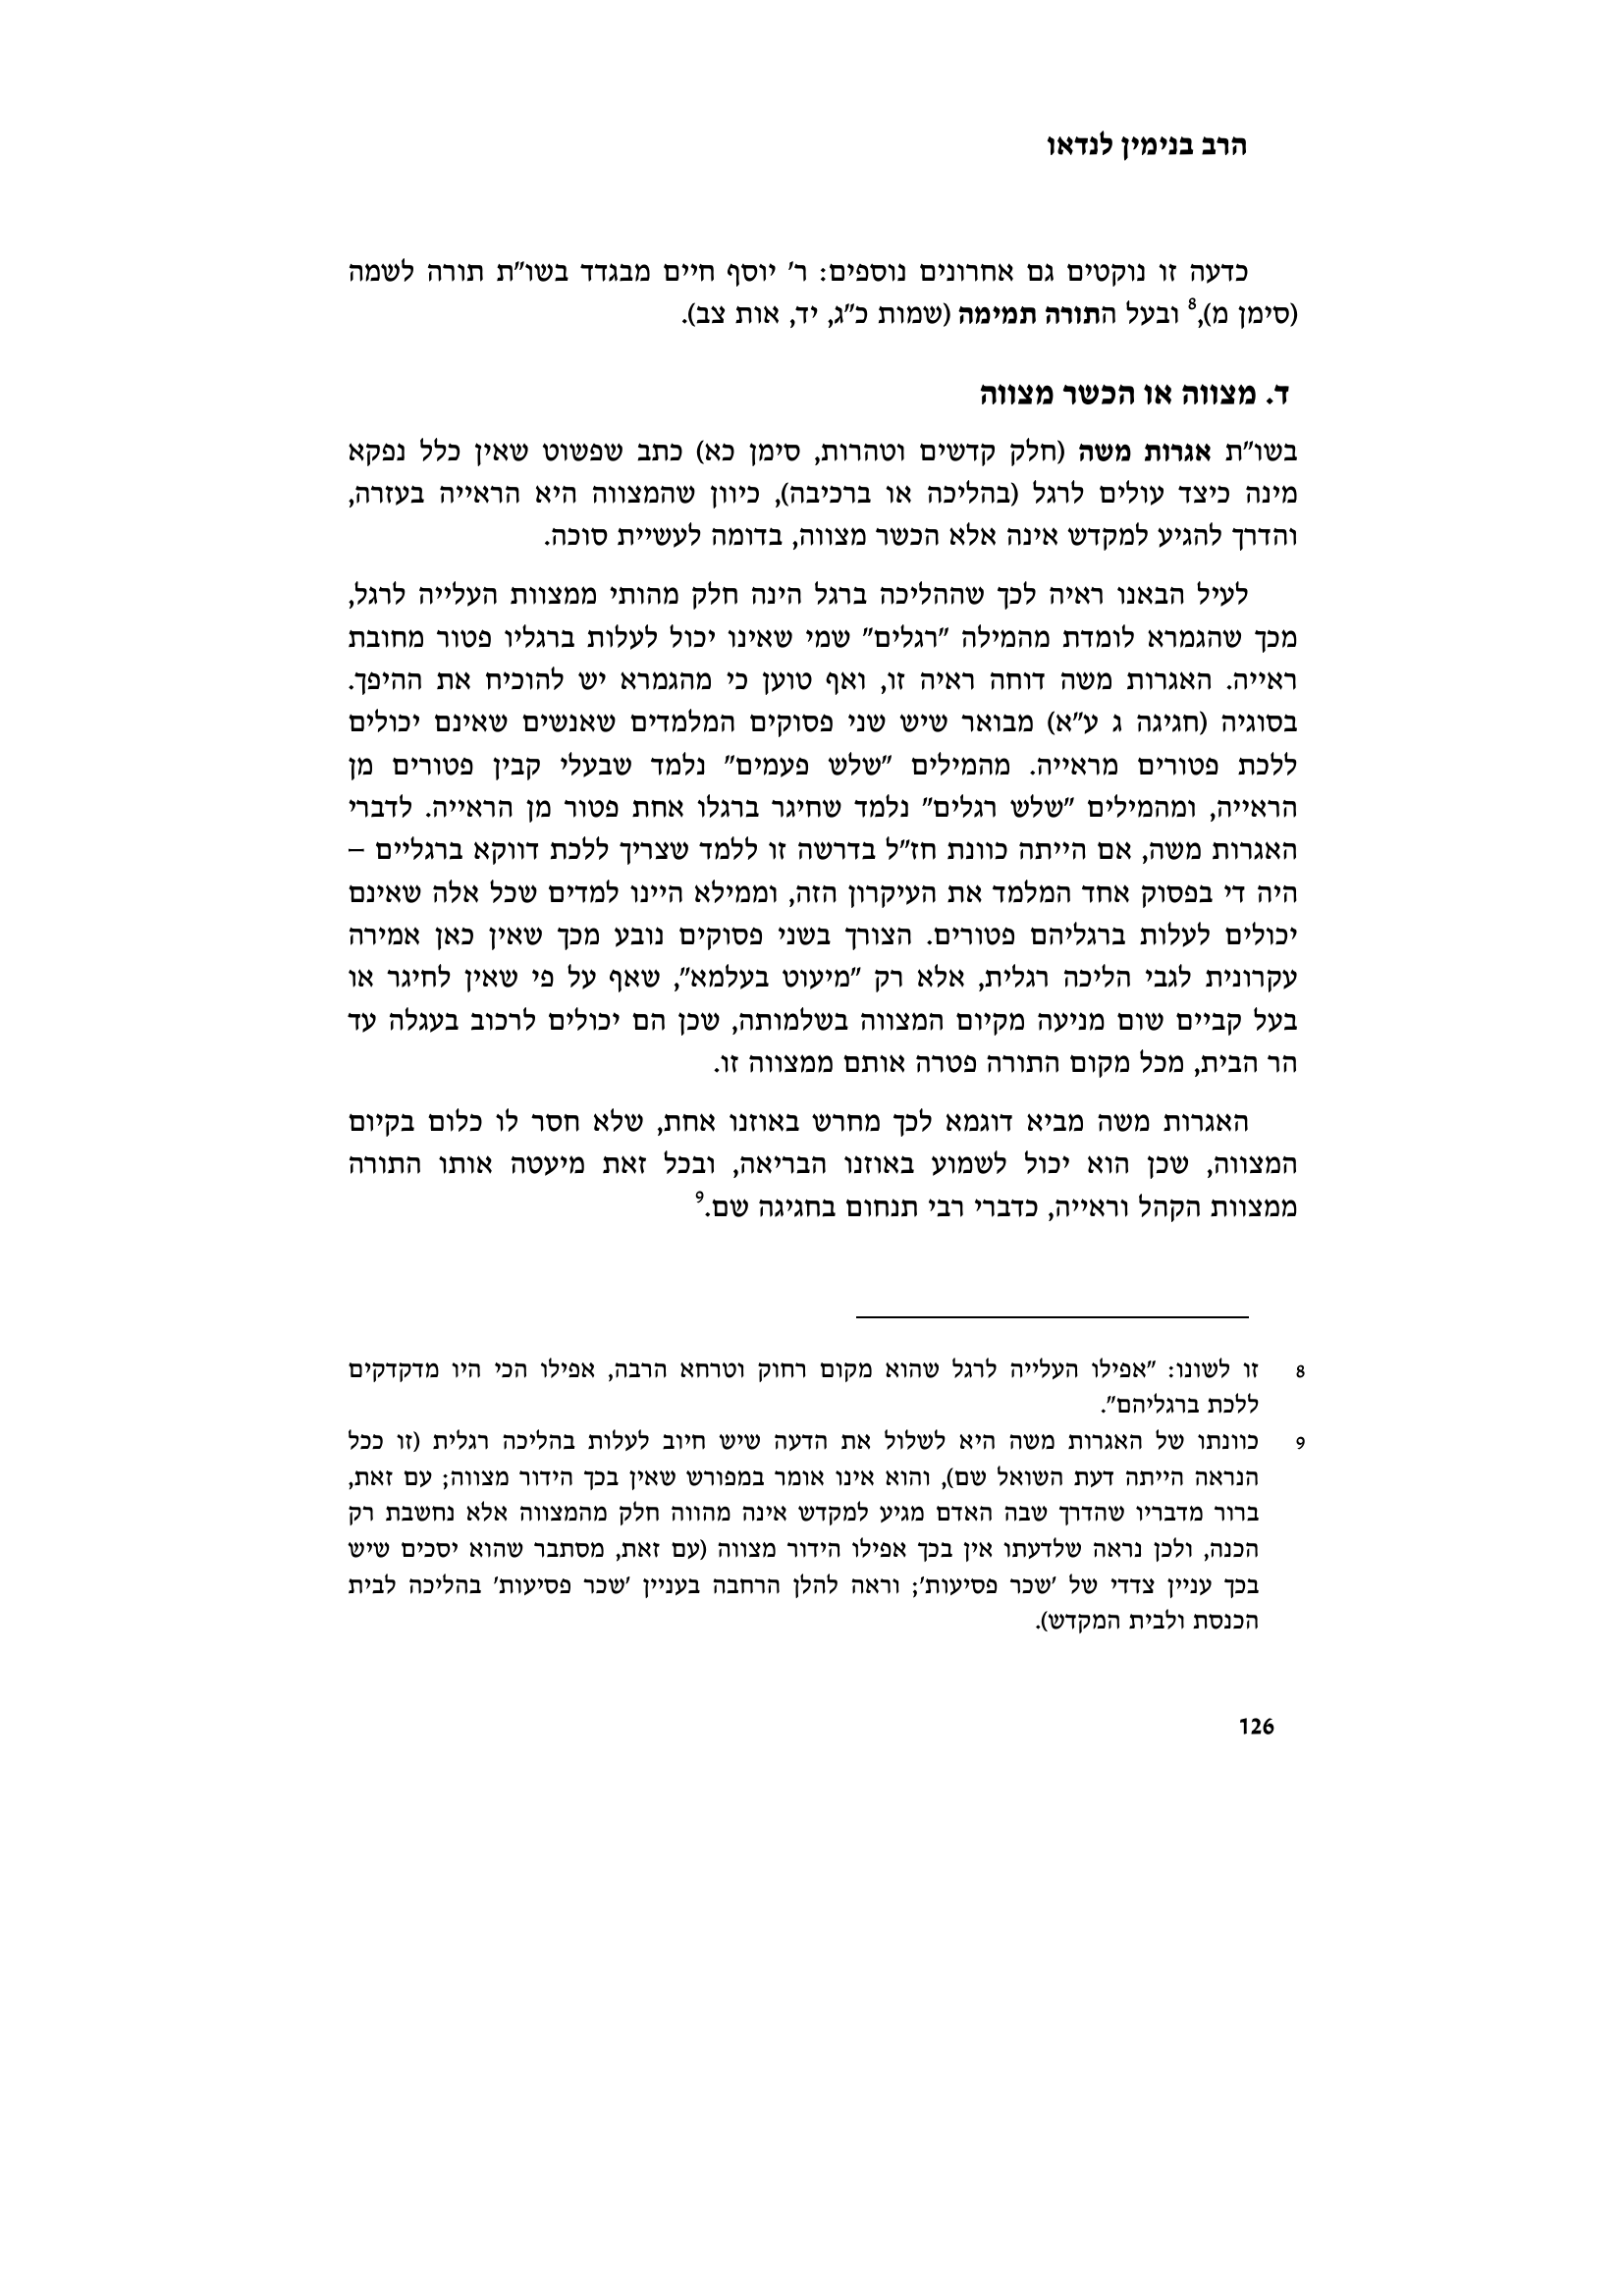 הרב בנימין לנדאו
כדעה זו נוקטים גם אחרונים נוספים: ר' יוסף חיים מבגדד בשו"ת תורה לשמה
(סימן מ),8 ובעל התורה תמימה (שמות כ"ג, יד, אות צב).
ד. מצווה או הכשר מצווה
בשו"ת אגרות משה (חלק קדשים וטהרות, סימן כא) כתב שפשוט שאין כלל נפקא
מינה כיצד עולים לרגל (בהליכה או ברכיבה), כיוון שהמצווה היא הראייה בעזרה,
והדרך להגיע למקדש אינה אלא הכשר מצווה, בדומה לעשיית סוכה.
לעיל הבאנו ראיה לכך שההליכה ברגל הינה חלק מהותי ממצוות העלייה לרגל,
מכך שהגמרא לומדת מהמילה "רגלים" שמי שאינו יכול לעלות ברגליו פטור מחובת
ראייה. האגרות משה דוחה ראיה זו, ואף טוען כי מהגמרא יש להוכיח את ההיפך.
בסוגיה (חגיגה ג ע"א) מבואר שיש שני פסוקים המלמדים שאנשים שאינם יכולים
ללכת פטורים מראייה. מהמילים "שלש פעמים" נלמד שבעלי קבין פטורים מן
הראייה, ומהמילים "שלש רגלים" נלמד שחיגר ברגלו אחת פטור מן הראייה. לדברי
האגרות משה, אם הייתה כוונת חז"ל בדרשה זו ללמד שצריך ללכת דווקא ברגליים –
היה די בפסוק אחד המלמד את העיקרון הזה, וממילא היינו למדים שכל אלה שאינם
יכולים לעלות ברגליהם פטורים. הצורך בשני פסוקים נובע מכך שאין כאן אמירה
עקרונית לגבי הליכה רגלית, אלא רק "מיעוט בעלמא", שאף על פי שאין לחיגר או
בעל קביים שום מניעה מקיום המצווה בשלמותה, שכן הם יכולים לרכוב בעגלה עד
הר הבית, מכל מקום התורה פטרה אותם ממצווה זו.
האגרות משה מביא דוגמא לכך מחרש באוזנו אחת, שלא חסר לו כלום בקיום
המצווה, שכן הוא יכול לשמוע באוזנו הבריאה, ובכל זאת מיעטה אותו התורה
ממצוות הקהל וראייה, כדברי רבי תנחום בחגיגה שם.9
8 זו לשונו: "אפילו העלייה לרגל שהוא מקום רחוק וטרחא הרבה, אפילו הכי היו מדקדקים
ללכת ברגליהם".
9 כוונתו של האגרות משה היא לשלול את הדעה שיש חיוב לעלות בהליכה רגלית (זו ככל
הנראה הייתה דעת השואל שם), והוא אינו אומר במפורש שאין בכך הידור מצווה; עם זאת,
ברור מדבריו שהדרך שבה האדם מגיע למקדש אינה מהווה חלק מהמצווה אלא נחשבת רק
הכנה, ולכן נראה שלדעתו אין בכך אפילו הידור מצווה (עם זאת, מסתבר שהוא יסכים שיש
בכך עניין צדדי של 'שכר פסיעות'; וראה להלן הרחבה בעניין 'שכר פסיעות' בהליכה לבית
הכנסת ולבית המקדש).
126